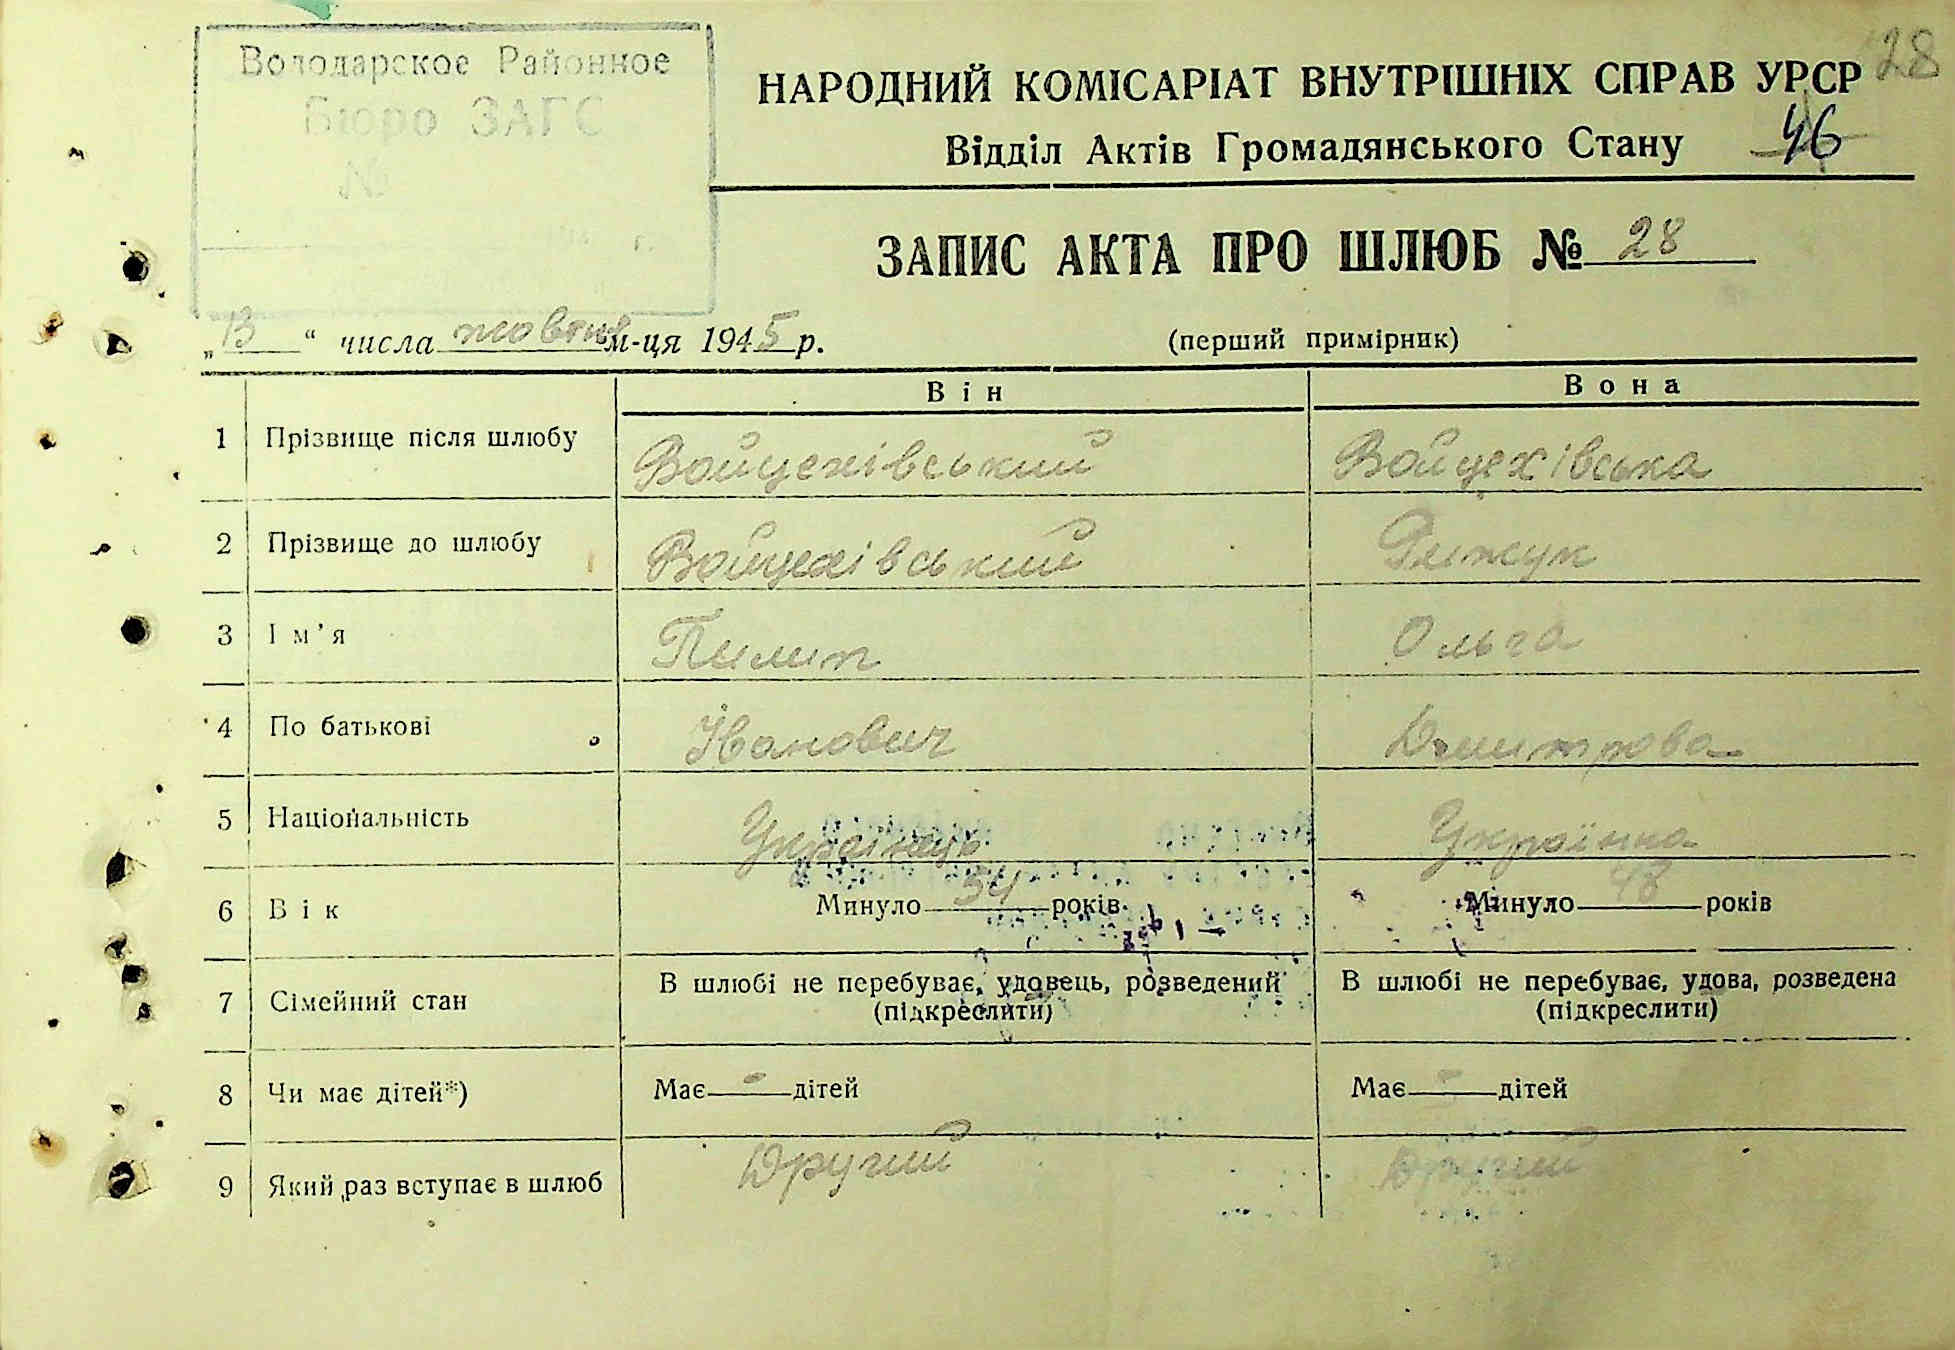 Володарское Районное
Бюро ЗАГС
№
г.
28
НАРОДНИЙ КОМІСАРІАТ ВНУТРІШНІХ СПРАВ УРСР
Відділ Актів Громадянського Стану 46
ЗАПИС АКТА ПРО ШЛЮБ № 28
„13“ числа жовтня м-ця 1945 р. (перший примірник)
Він Вона
1 Прізвище після шлюбу Войцехівський Войцехівська
2 Прізвище до шлюбу Войцехівський
3 Ім’я Пилип Ольга
4 По батькові Іванович Дмитрова
5 Національність Українець Українка
6 Вік Минуло 54 років Минуло 48 років
7 Сімейний стан В шлюбі не перебуває, удовець, розведений (підкреслити) В шлюбі не перебуває, удова, розведена (підкреслити)
8 Чи має дітей*) Має - дітей Має - дітей
9 Який раз вступає в шлюб Другий Другий